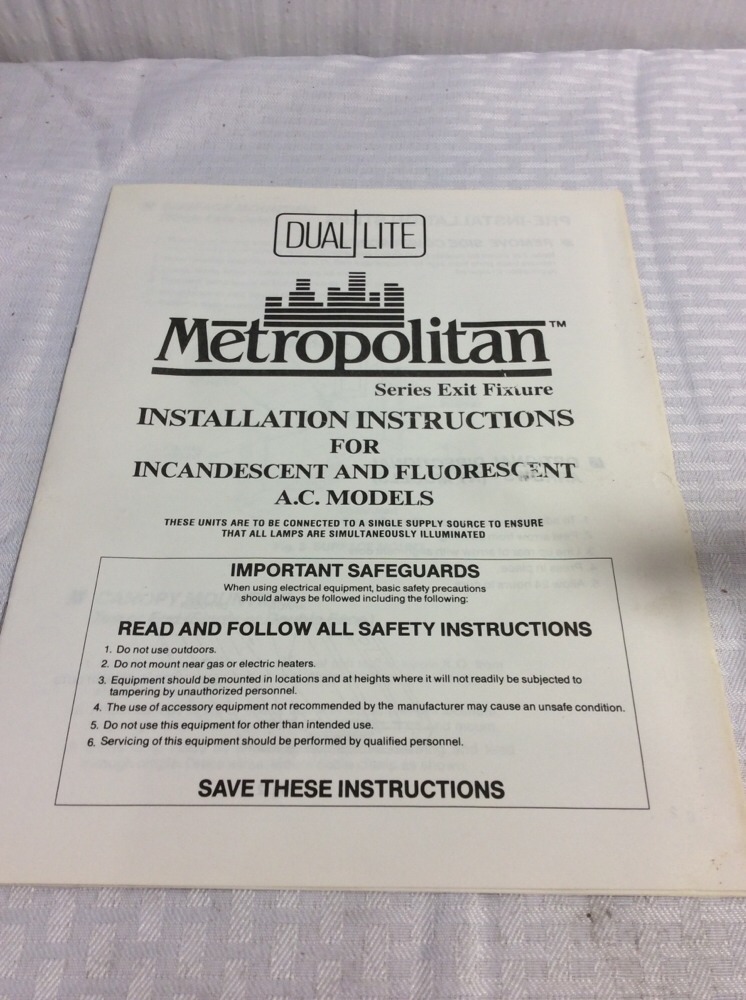 DUAL LITE
Metropolitan™
Series Exit Fixture
INSTALLATION INSTRUCTIONS
FOR
INCANDESCENT AND FLUORESCENT
A.C. MODELS
THESE UNITS ARE TO BE CONNECTED TO A SINGLE SUPPLY SOURCE TO ENSURE
THAT ALL LAMPS ARE SIMULTANEOUSLY ILLUMINATED
IMPORTANT SAFEGUARDS
When using electrical equipment, basic safety precautions
should always be followed including the following:
READ AND FOLLOW ALL SAFETY INSTRUCTIONS
1. Do not use outdoors.
2. Do not mount near gas or electric heaters.
3. Equipment should be mounted in locations and at heights where it will not readily be subjected to
tampering by unauthorized personnel.
4. The use of accessory equipment not recommended by the manufacturer may cause an unsafe condition.
5. Do not use this equipment for other than intended use.
6. Servicing of this equipment should be performed by qualified personnel.
SAVE THESE INSTRUCTIONS